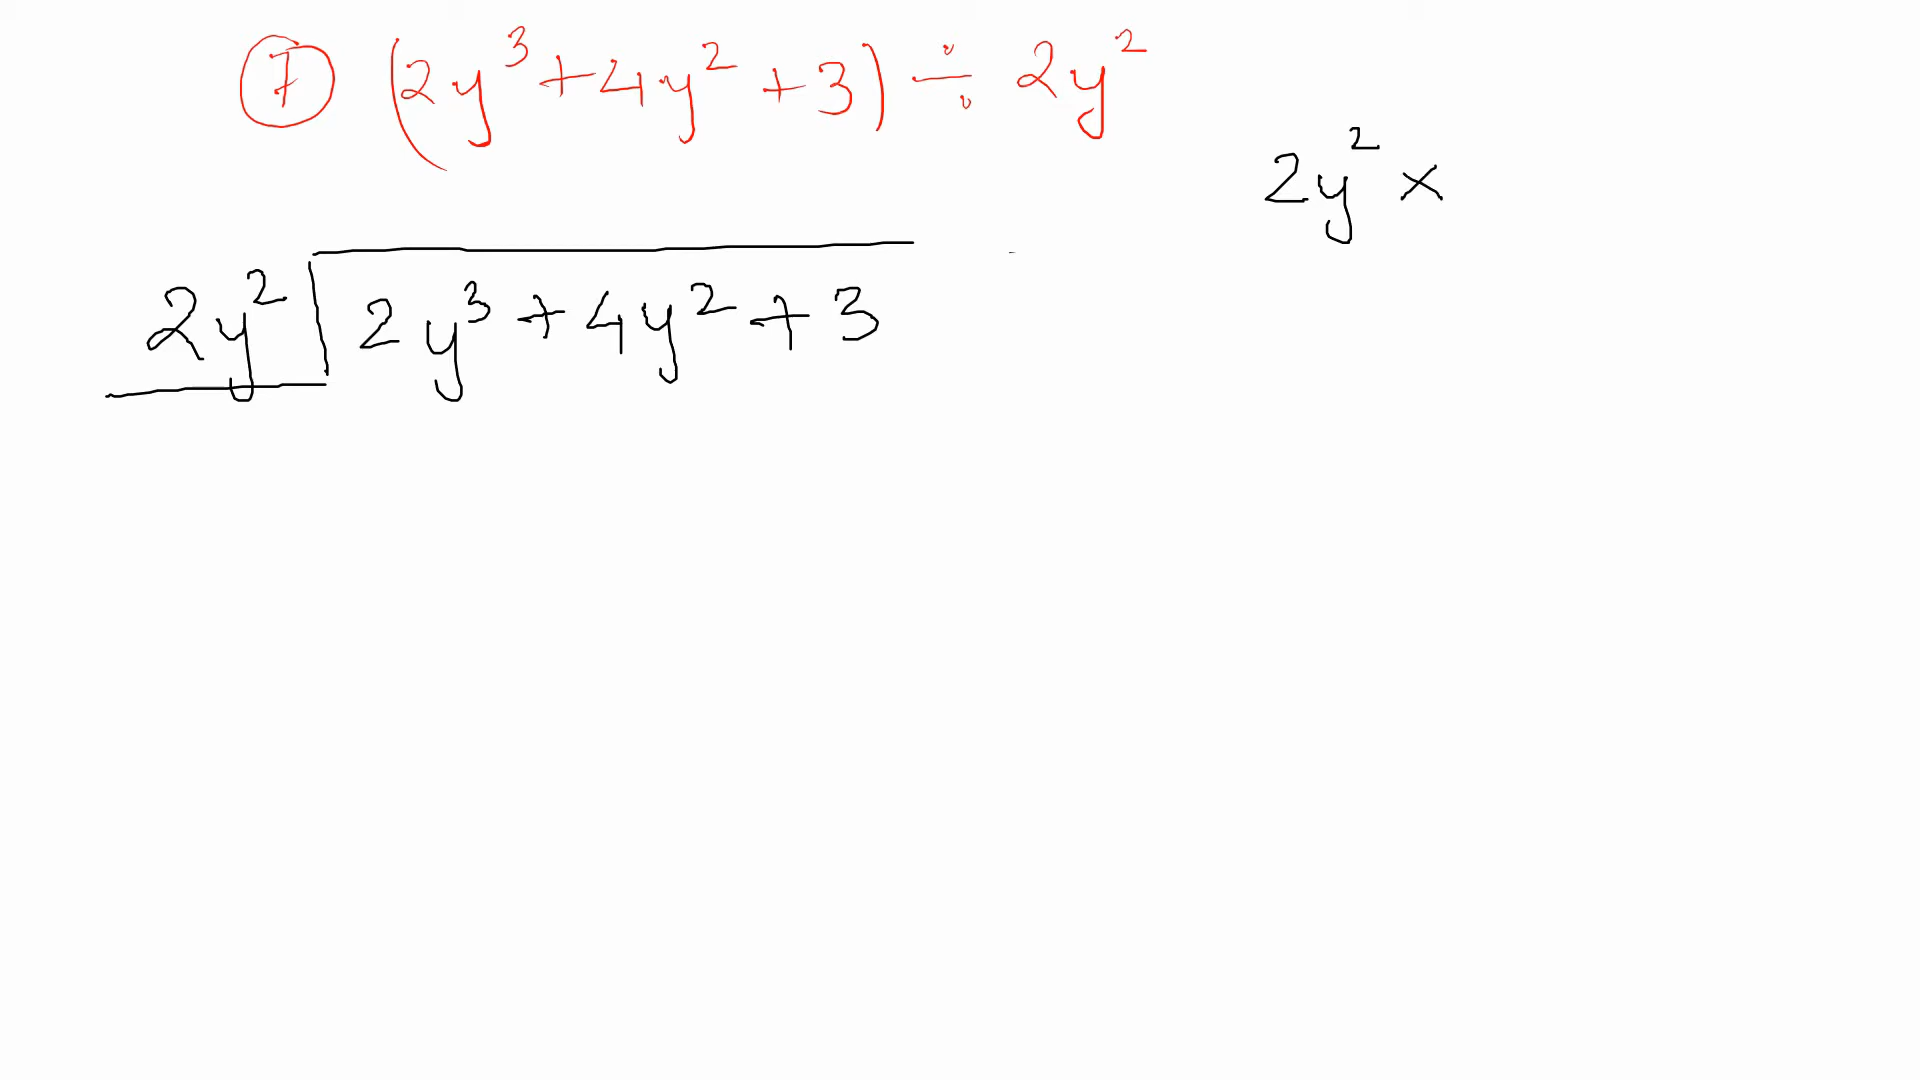 ⑦ (2y³+4y²+3) ÷ 2y²
2y² ×
2y² 2y³ + 4y² + 3